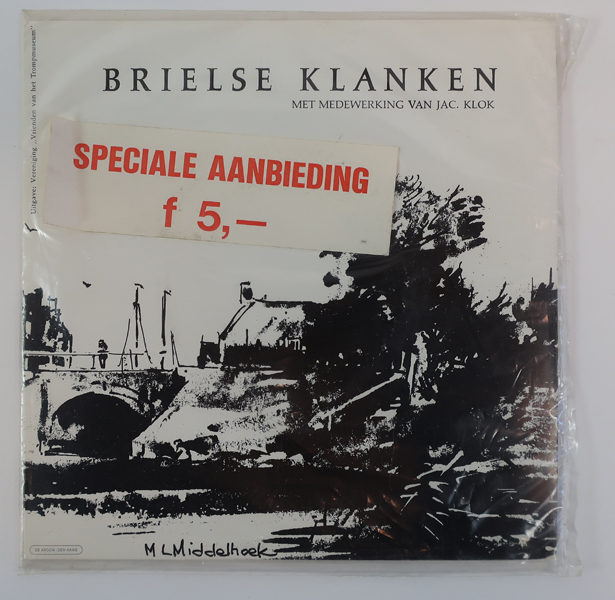 BRIELSE KLANKEN
MET MEDEWERKING VAN JAC. KLOK
Uitgave: Vereniging „Vrienden van het Trompmuseum"
SPECIALE AANBIEDING
f 5,—
M L Middelhoek